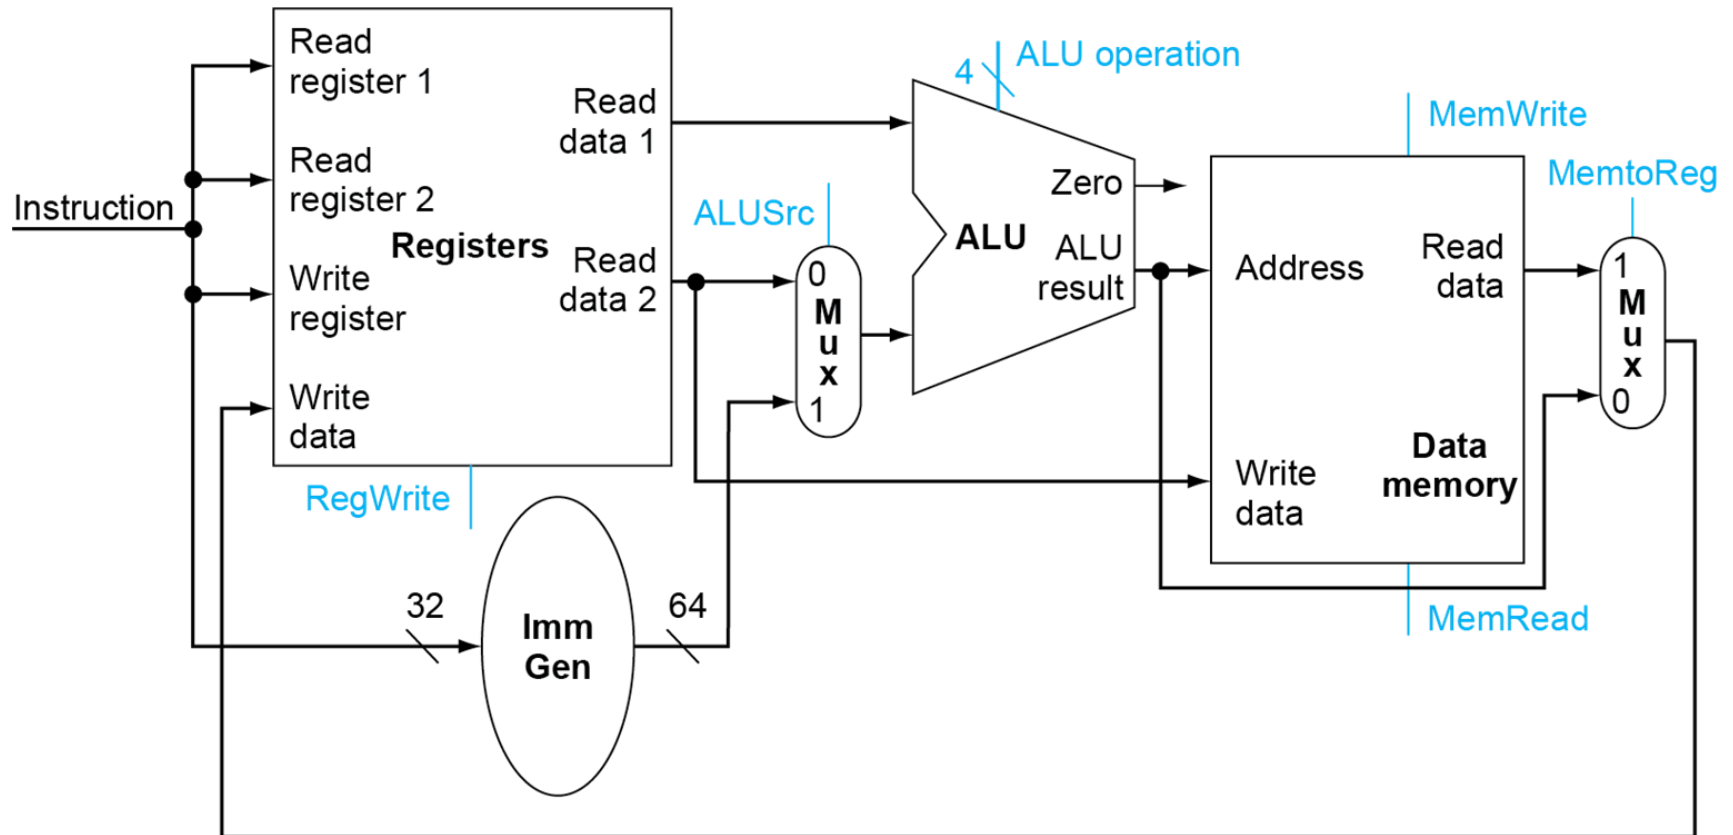 Instruction
Read
register 1
Read
register 2
Registers
Write
register
Write
data
Read
data 1
Read
data 2
RegWrite
32
Imm
Gen
64
ALUSrc
0
M
u
x
1
4
ALU operation
ALU
Zero
ALU
result
MemWrite
Address
Read
data
Write
data
Data
memory
MemRead
MemtoReg
1
M
u
x
0